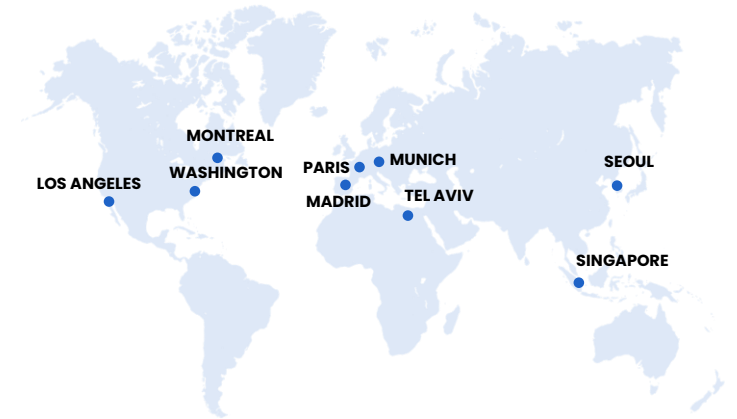 MONTREAL
WASHINGTON
LOS ANGELES
PARIS
MUNICH
MADRID
TEL AVIV
SEOUL
SINGAPORE